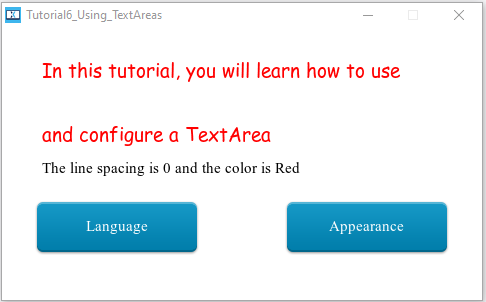 Tutorial6_Using_TextAreas
In this tutorial, you will learn how to use
and configure a TextArea
The line spacing is 0 and the color is Red
Language
Appearance